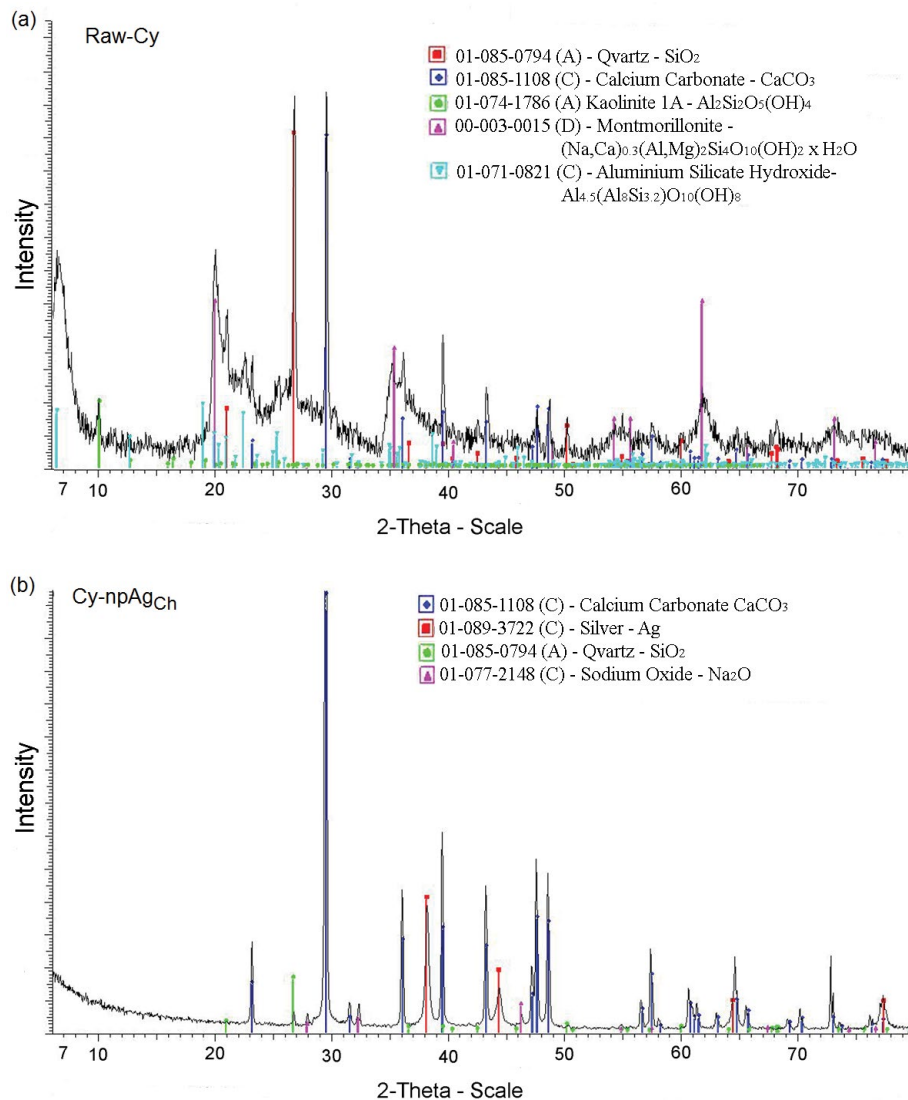 (a)
Raw-Cy
01-085-0794 (A) - Qvartz - SiO₂
01-085-1108 (C) - Calcium Carbonate - CaCO₃
01-074-1786 (A) Kaolinite 1A - Al₂Si₂O₅(OH)₄
00-003-0015 (D) - Montmorillonite -
(Na,Ca)₀.₃(Al,Mg)₂Si₄O₁₀(OH)₂ x H₂O
01-071-0821 (C) - Aluminium Silicate Hydroxide-
Al₄.₅(Al₈Si₃.₂)O₁₀(OH)₈
Intensity
7 10 20 30 40 50 60 70
2-Theta - Scale
(b)
Cy-npAgCh
01-085-1108 (C) - Calcium Carbonate CaCO₃
01-089-3722 (C) - Silver - Ag
01-085-0794 (A) - Qvartz - SiO₂
01-077-2148 (C) - Sodium Oxide - Na₂O
Intensity
7 10 20 30 40 50 60 70
2-Theta - Scale